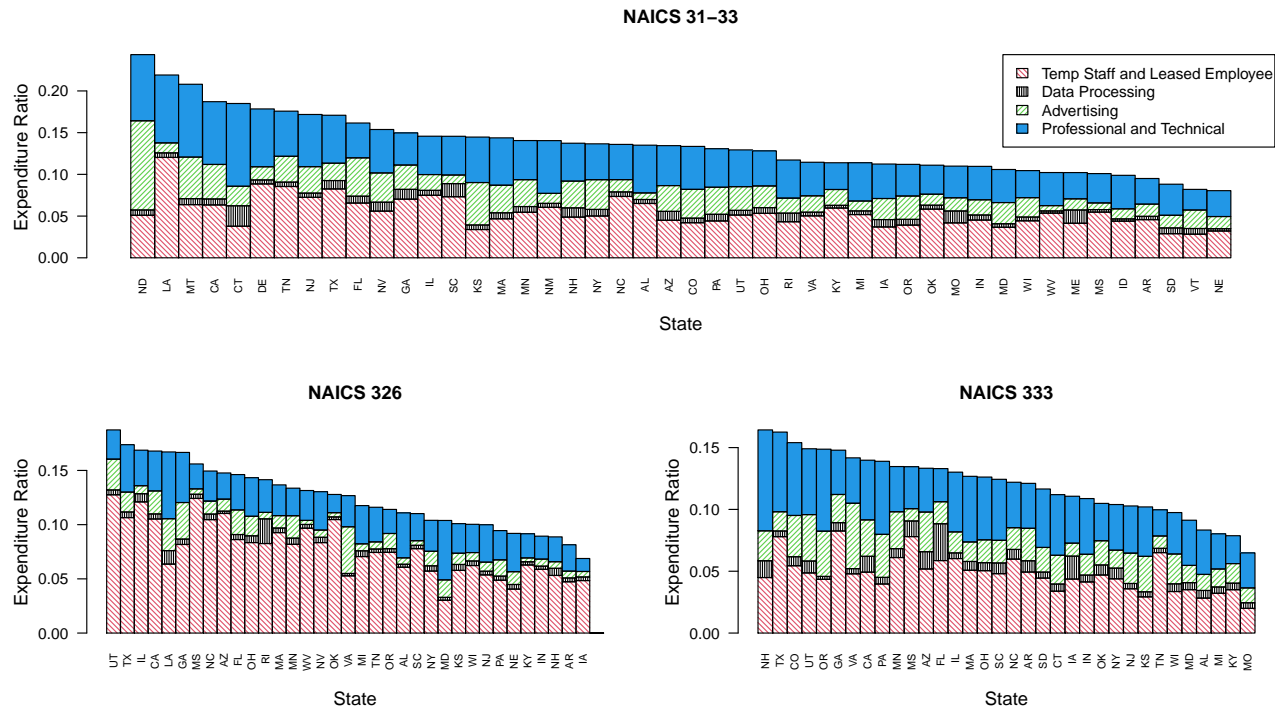 NAICS 31−33
Expenditure Ratio
0.00 0.05 0.10 0.15 0.20
Temp Staff and Leased Employee
Data Processing
Advertising
Professional and Technical
ND LA MT CA CT DE TN NJ TX FL NV GA IL SC KS MA MN NM NH NY NC AL AZ CO PA UT OH RI VA KY MI IA OR OK MO IN MD WI WV ME MS ID AR SD VT NE
State
NAICS 326
Expenditure Ratio
0.00 0.05 0.10 0.15
UT TX IL CA LA GA MS NC AZ FL OH RI MA MN WV NV OK VA MI TN OR AL SC NY MD KS WI NJ PA NE KY IN NH AR IA
State
NAICS 333
Expenditure Ratio
0.00 0.05 0.10 0.15
NH TX CO UT OR GA VA CA PA MN MS AZ FL IL MA OH SC NC AR SD CT IA IN OK NY NJ KS TN WI MD AL MI KY MO
State